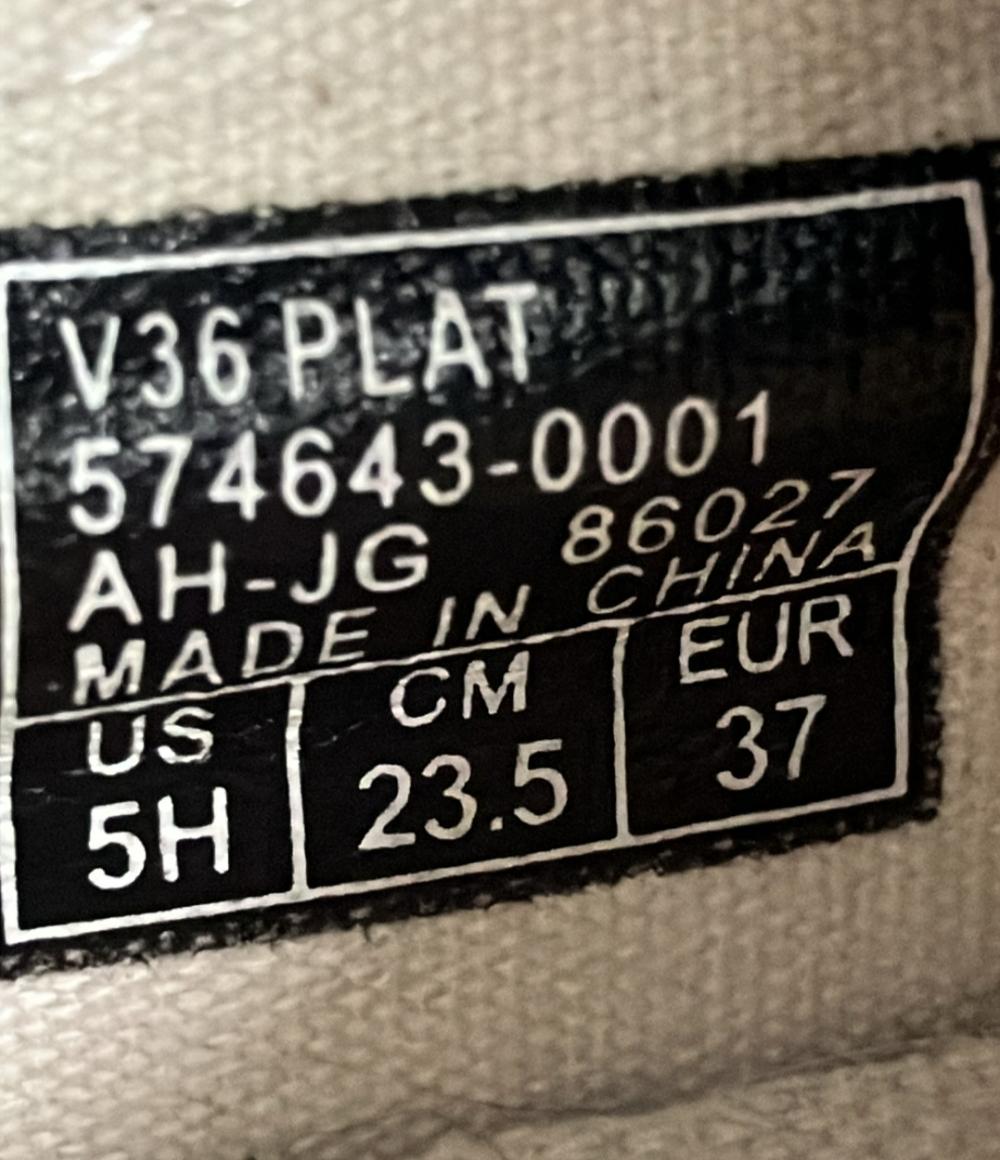 V36 PLAT
574643-0001
AH-JG 86027
MADE IN CHINA
US CM EUR
5H 23.5 37